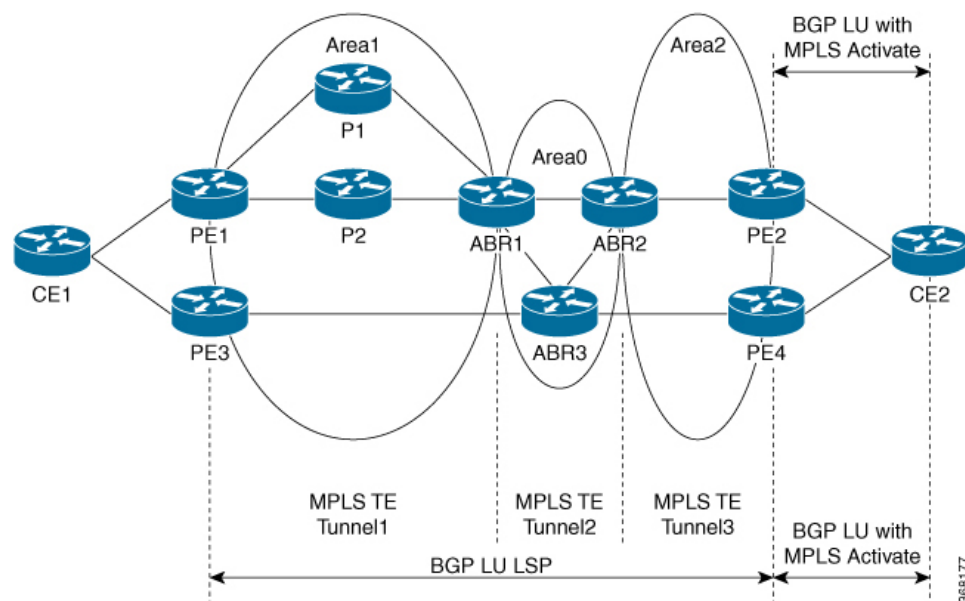 BGP LU with
MPLS Activate
Area1
Area2
P1
Area0
PE1
P2
ABR1
ABR2
PE2
CE1
CE2
PE3
ABR3
PE4
MPLS TE
Tunnel1
MPLS TE
Tunnel2
MPLS TE
Tunnel3
BGP LU with
MPLS Activate
BGP LU LSP
368177